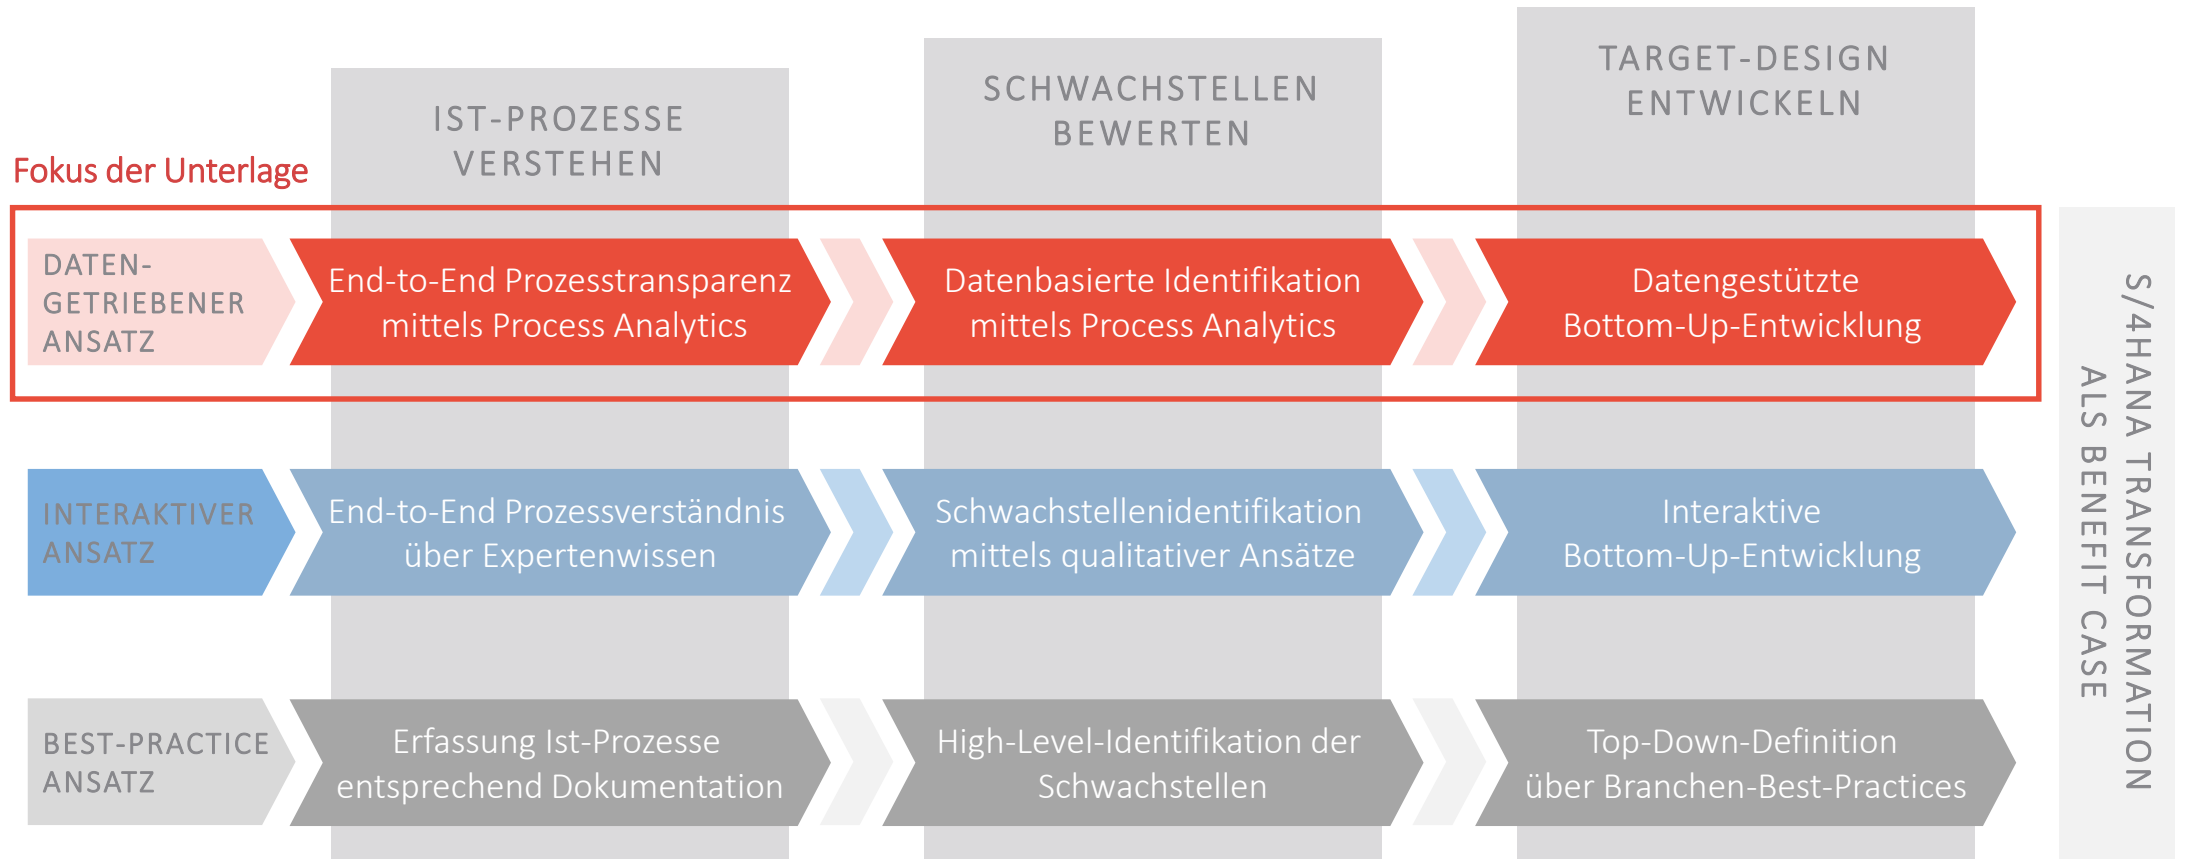 IST-PROZESSE
VERSTEHEN
SCHWACHSTELLEN
BEWERTEN
TARGET-DESIGN
ENTWICKELN
Fokus der Unterlage
DATEN-
GETRIEBENER
ANSATZ
End-to-End Prozesstransparenz
mittels Process Analytics
Datenbasierte Identifikation
mittels Process Analytics
Datengestützte
Bottom-Up-Entwicklung
INTERAKTIVER
ANSATZ
End-to-End Prozessverständnis
über Expertenwissen
Schwachstellenidentifikation
mittels qualitativer Ansätze
Interaktive
Bottom-Up-Entwicklung
BEST-PRACTICE
ANSATZ
Erfassung Ist-Prozesse
entsprechend Dokumentation
High-Level-Identifikation der
Schwachstellen
Top-Down-Definition
über Branchen-Best-Practices
S/4HANA TRANSFORMATION
ALS BENEFIT CASE